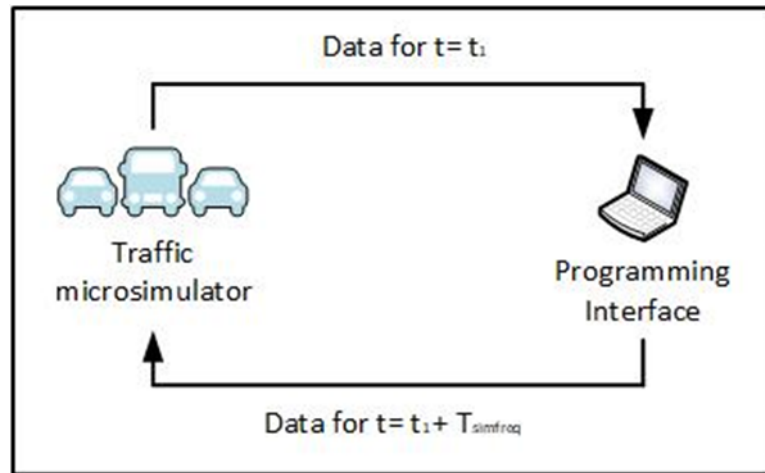 Data for t= t₁
Traffic
microsimulator
Programming
Interface
Data for t= t₁+ Tsimfreq